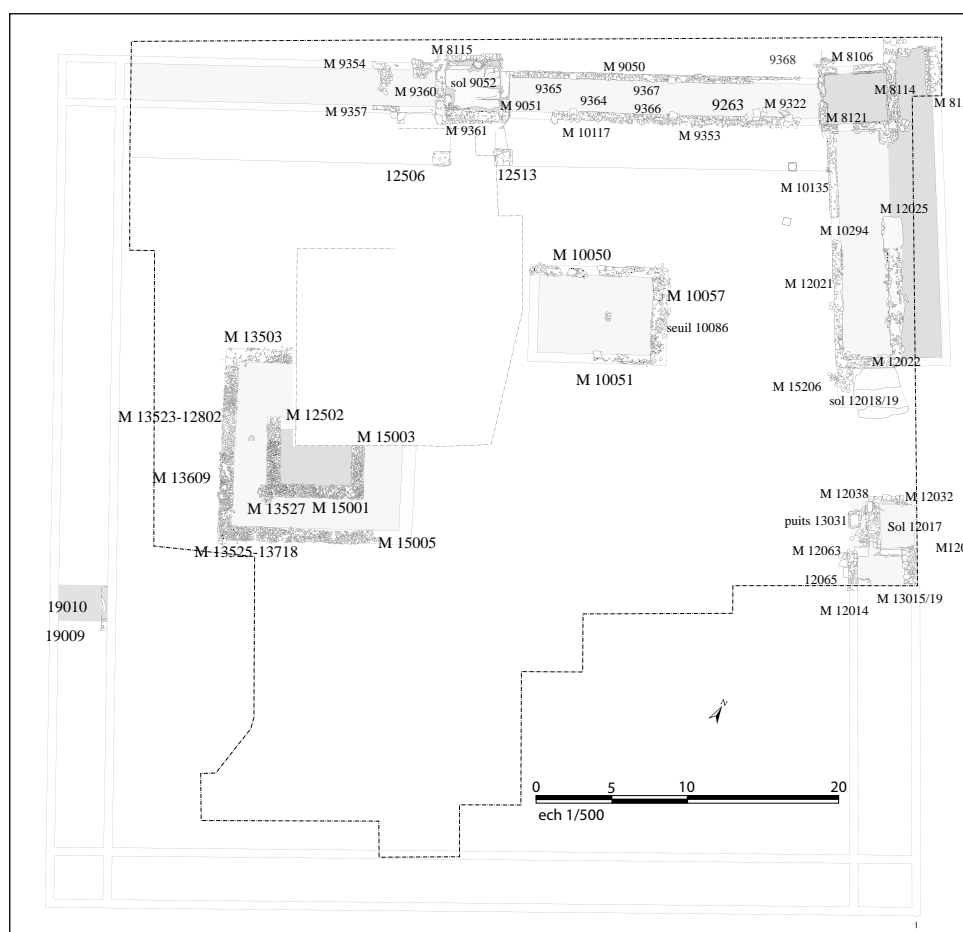 M 8115
M 9354
M 9050
9368
M 8106
sol 9052
M 9360
9365
9367
M 8114
M 9051
9364
9366
9263
M 9322
M 81
M 9357
M 8121
M 9361
M 10117
M 9353
12506
12513
M 10135
M 12025
M 10294
M 10050
M 12021
M 10057
seuil 10086
M 13503
M 12022
M 10051
M 15206
sol 12018/19
M 13523-12802
M 12502
M 15003
M 13609
M 12038
M 12032
M 13527
M 15001
puits 13031
Sol 12017
M 15005
M 13525-13718
M 12063
M120
12065
M 13015/19
19010
M 12014
19009
N
0
5
10
20
ech 1/500